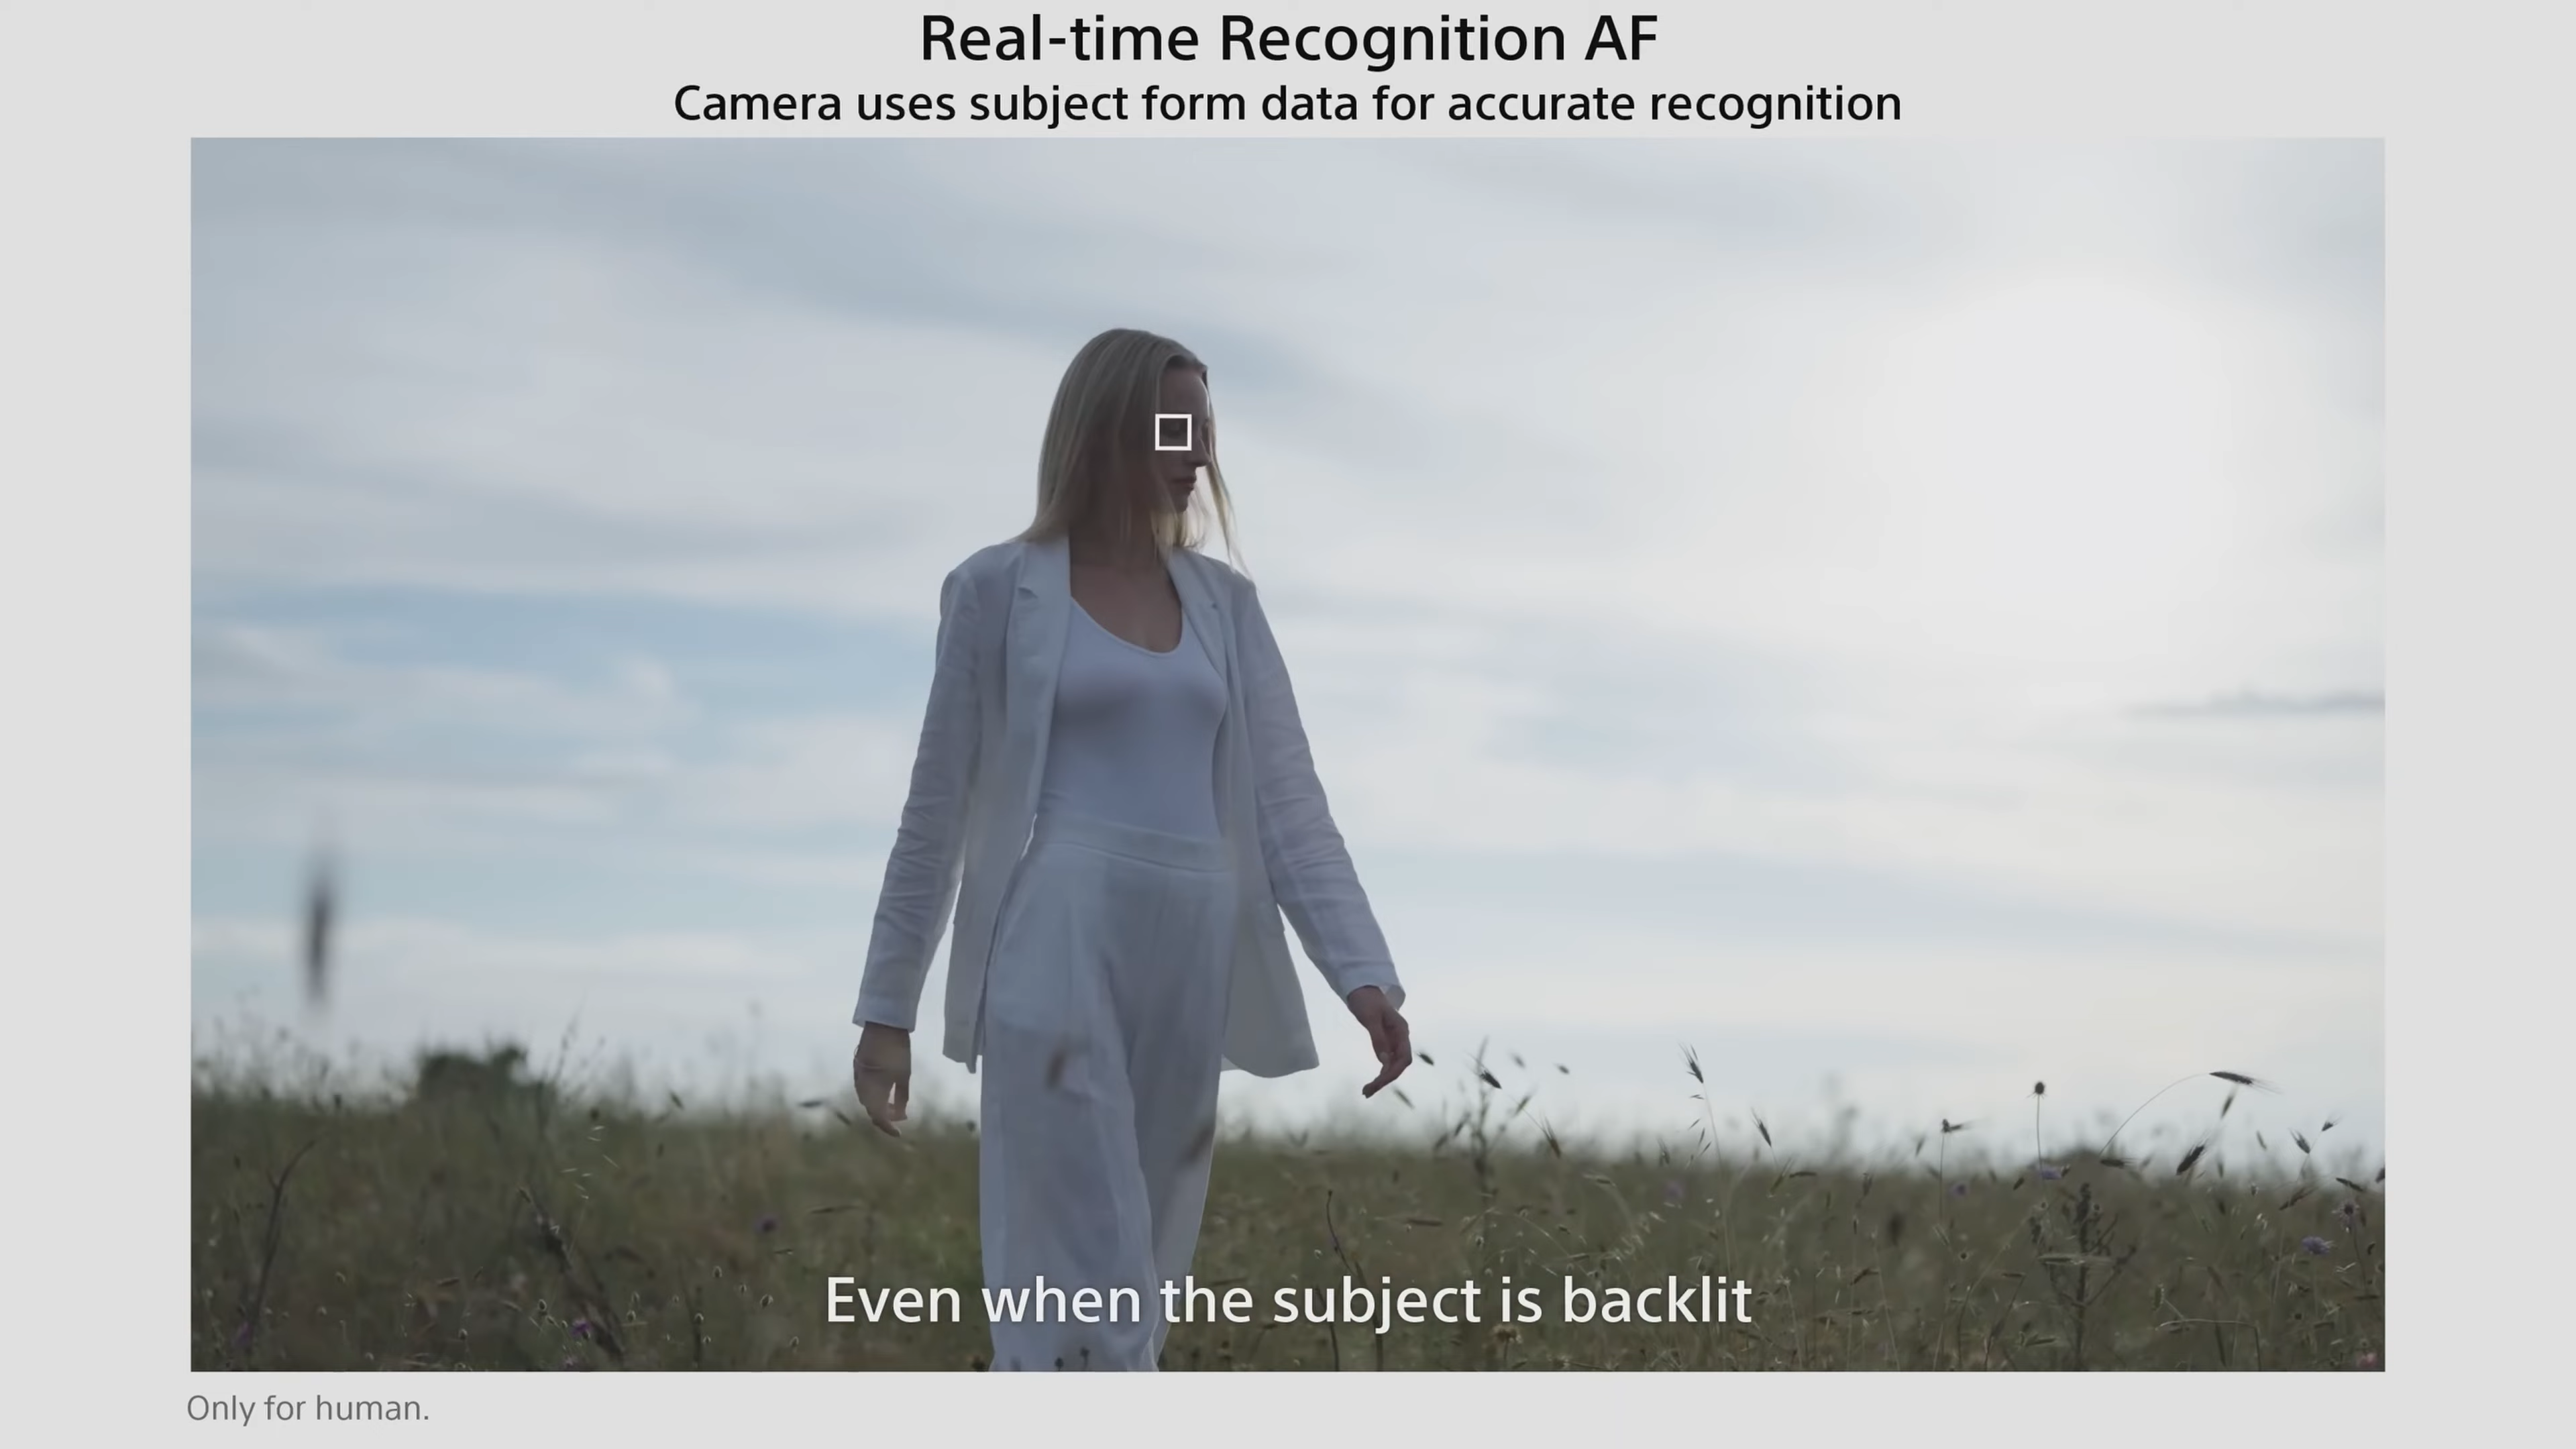 Real-time Recognition AF
Camera uses subject form data for accurate recognition
Even when the subject is backlit
Only for human.